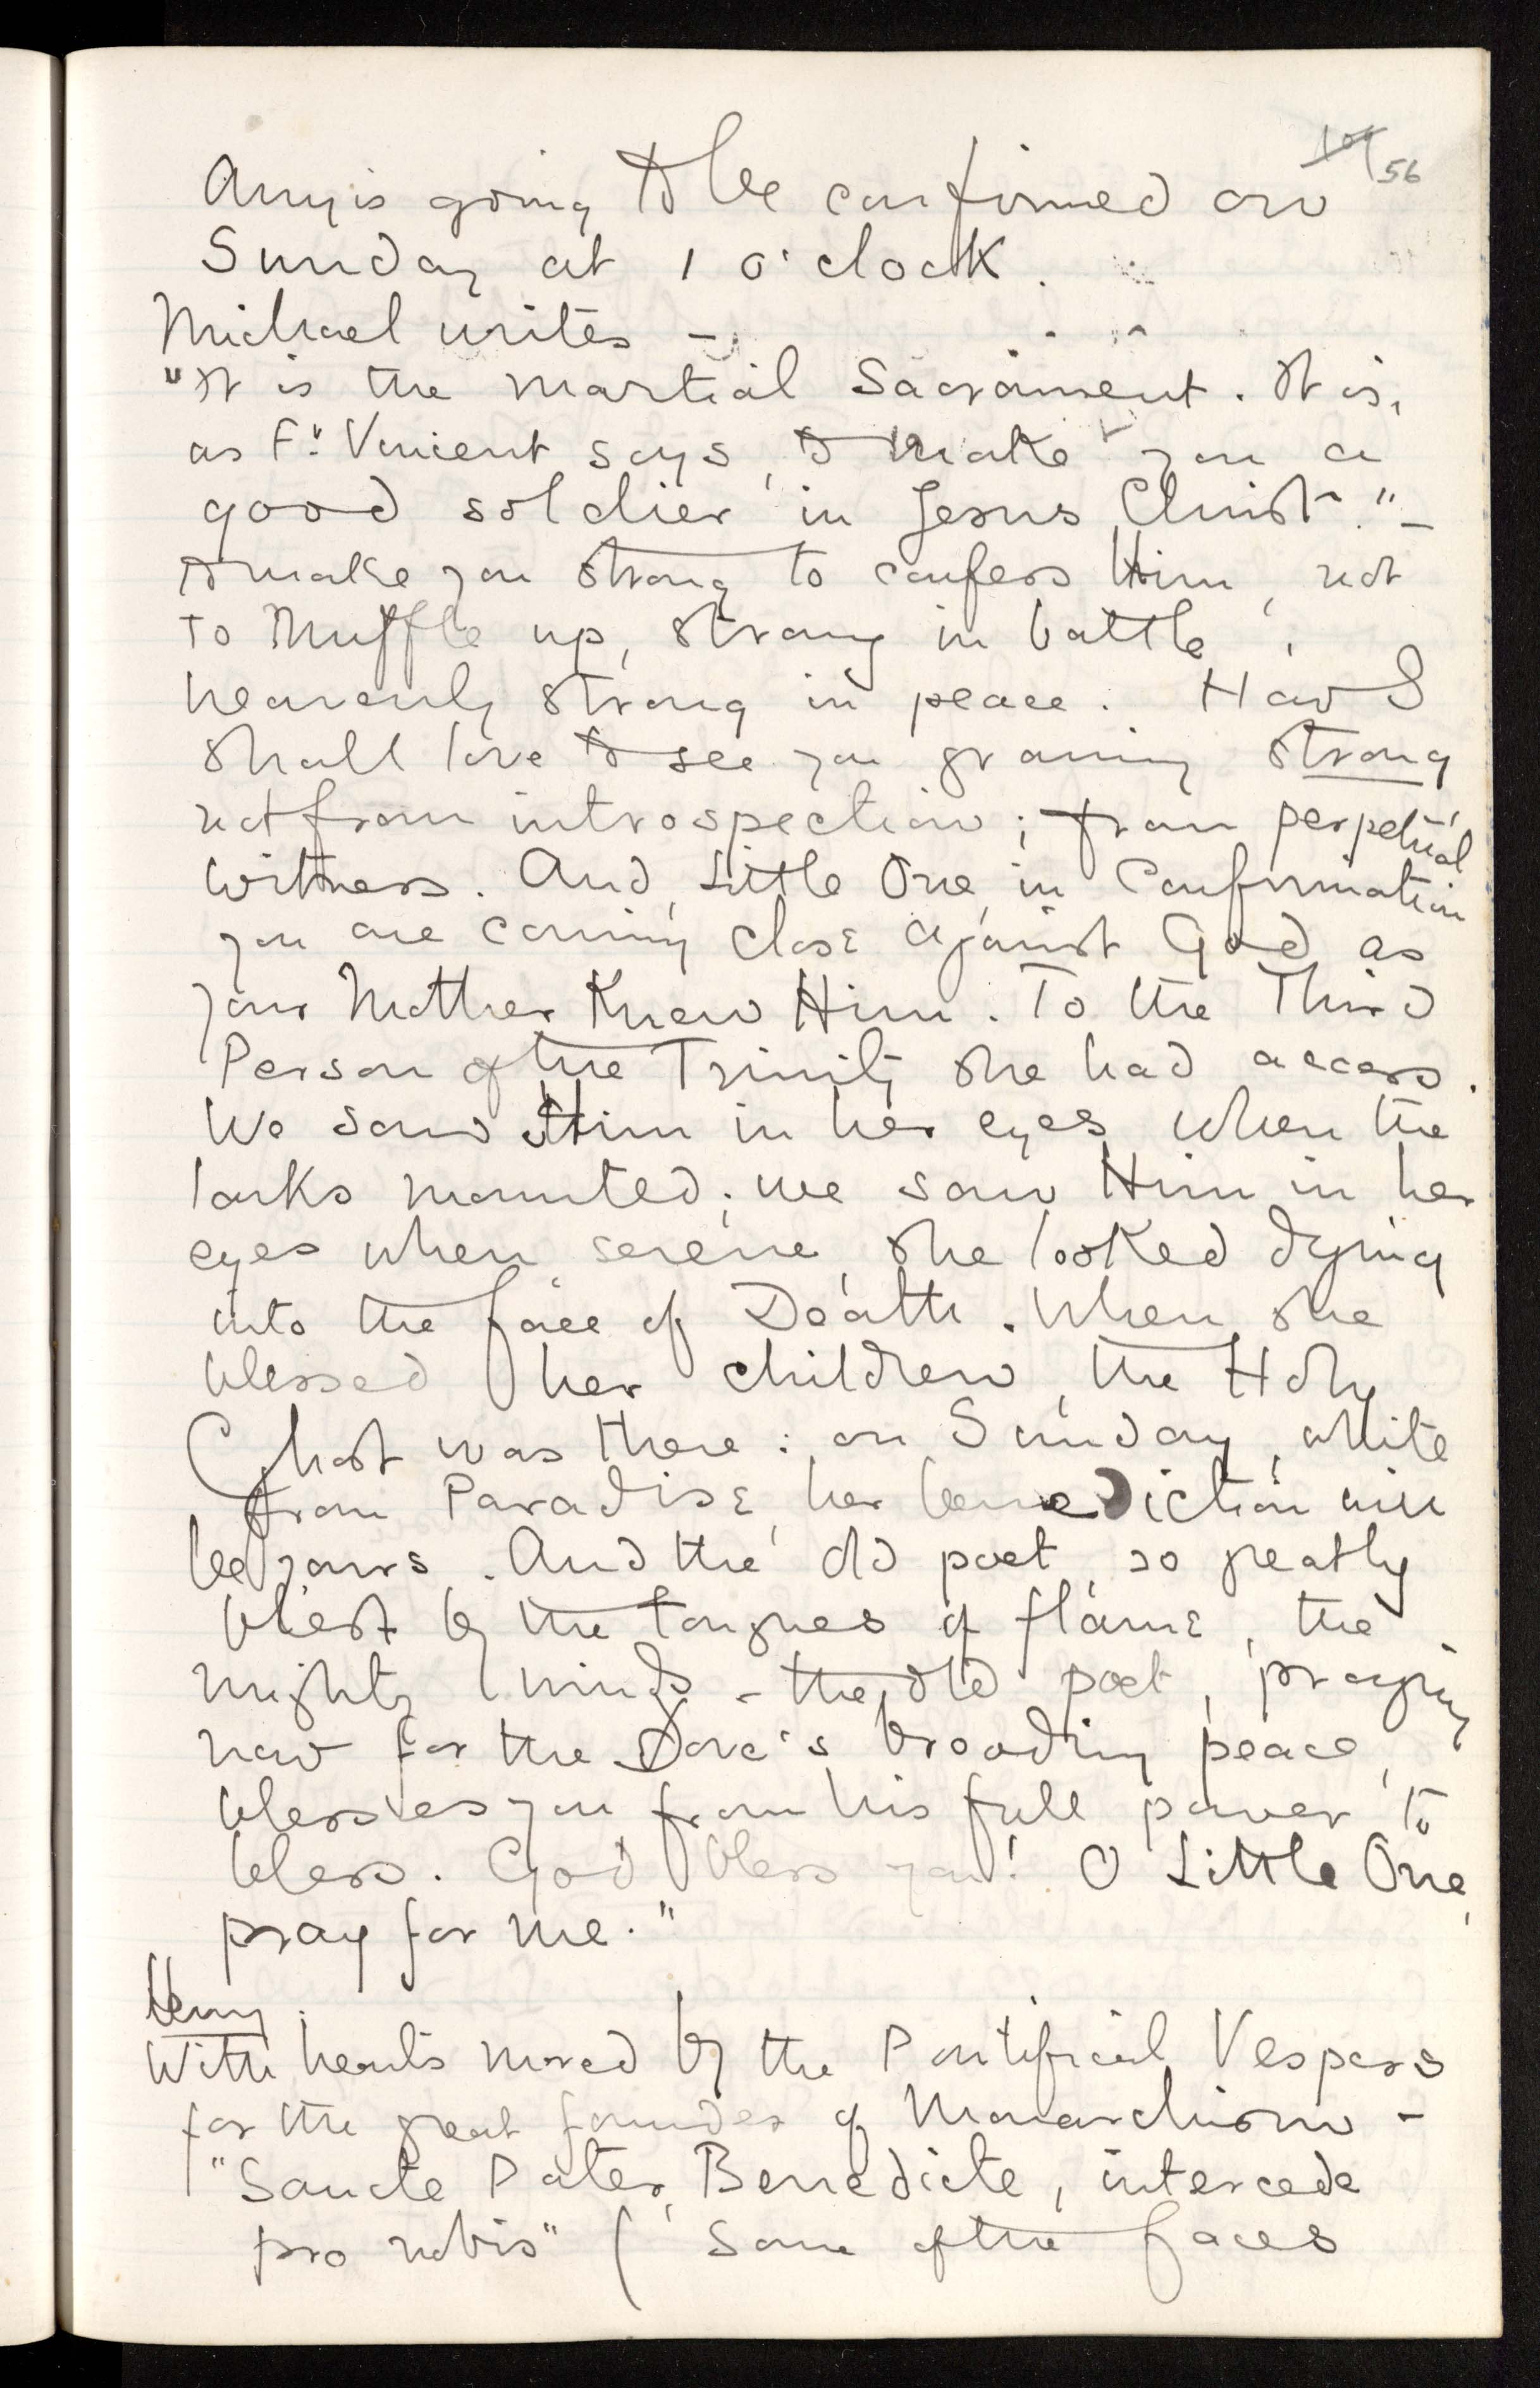 56
Amy is going to be confirmed on
Sunday at 1 o'clock.
Michael writes –
"It is the martial Sacrament. It is,
as Fr Vincent says, to make you a
good soldier in Jesus Christ." –
to make you strong to confess Him, not
to Muffle up, strong in battle,
heavenly strong in peace. How I
shall love to see you growing strong
not from introspection; from perpetual
witness. And, Little One, in Confirmation
you are coming close against God as
your Mother Knew Him. To the Third
Person of the Trinity she had access.
We saw Him in her eyes when the
larks mounted; we saw Him in her
eyes when serene, she looked dying
into the face of Death. When she
blessed her children, the Holy
Ghost was there: on Sunday, white
from Paradise, her benediction will
be yours. And the old poet, so greatly
blest by the tongues of flame, the
mighty winds – the old poet, praying
now for the Dove's brooding peace,
blesses you from his full power to
bless. God bless you! O Little One,
pray for me."
Henry.
With hearts moved by the Pontifical Vespers
for the great founder of Monarchism –
"Sancte Pater, Benedicte, intercede
pro nobis" ( Some of the faces